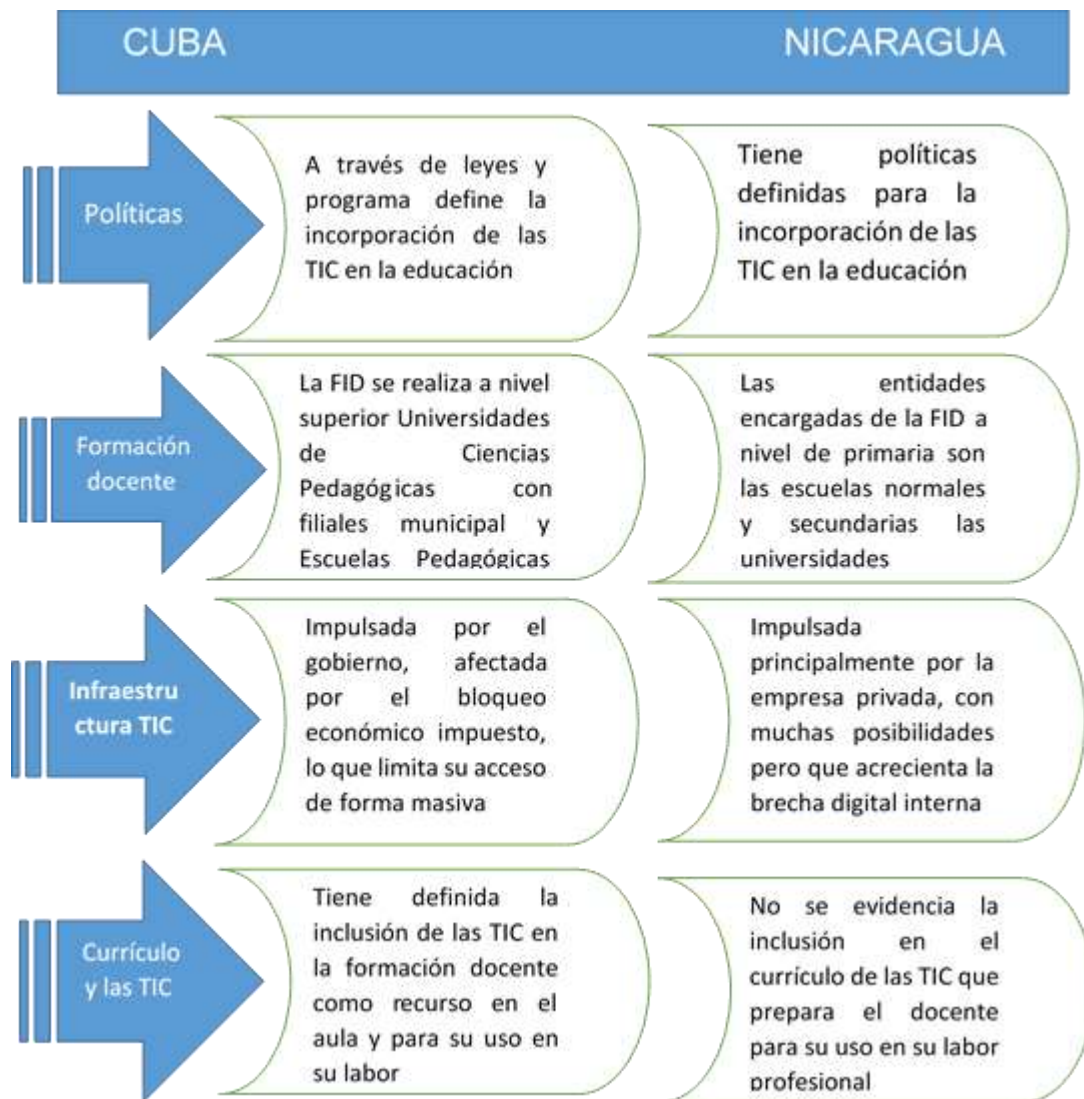 CUBA
NICARAGUA
Políticas
A través de leyes y
programa define la
incorporación de las
TIC en la educación
Tiene políticas
definidas para la
incorporación de las
TIC en la educación
Formación
docente
La FID se realiza a nivel
superior Universidades
de Ciencias
Pedagógicas con
filiales municipal y
Escuelas Pedagógicas
Las entidades
encargadas de la FID a
nivel de primaria son
las escuelas normales
y secundarias las
universidades
Infraestru
ctura TIC
Impulsada por el
gobierno, afectada
por el bloqueo
económico impuesto,
lo que limita su acceso
de forma masiva
Impulsada
principalmente por la
empresa privada, con
muchas posibilidades
pero que acrecienta la
brecha digital interna
Currículo
y las TIC
Tiene definida la
inclusión de las TIC en
la formación docente
como recurso en el
aula y para su uso en
su labor
No se evidencia la
inclusión en el
currículo de las TIC que
prepara el docente
para su uso en su labor
profesional